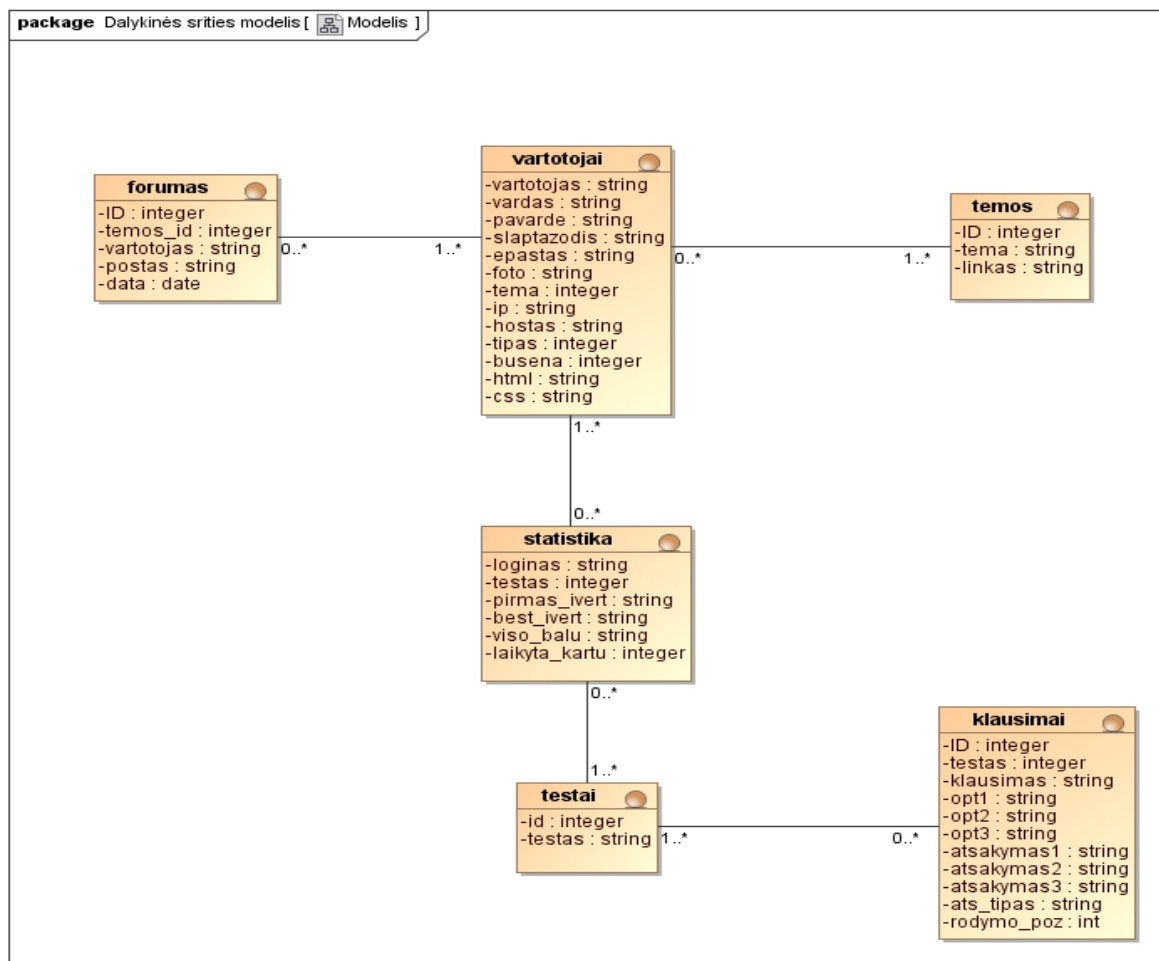 package Dalykinės srities modelis [ Modelis ]
forumas
-ID : integer
-temos_id : integer
-vartotojas : string
-postas : string
-data : date
0..*
1..*
vartotojai
-vartotojas : string
-vardas : string
-pavarde : string
-slaptazodis : string
-epastas : string
-foto : string
-tema : integer
-ip : string
-hostas : string
-tipas : integer
-busena : integer
-html : string
-css : string
0..*
1..*
temos
-ID : integer
-tema : string
-linkas : string
1..*
0..*
statistika
-loginas : string
-testas : integer
-pirmas_ivert : string
-best_ivert : string
-viso_balu : string
-laikyta_kartu : integer
0..*
1..*
testai
-id : integer
-testas : string
1..*
0..*
klausimai
-ID : integer
-testas : integer
-klausimas : string
-opt1 : string
-opt2 : string
-opt3 : string
-atsakymas1 : string
-atsakymas2 : string
-atsakymas3 : string
-ats_tipas : string
-rodymo_poz : int